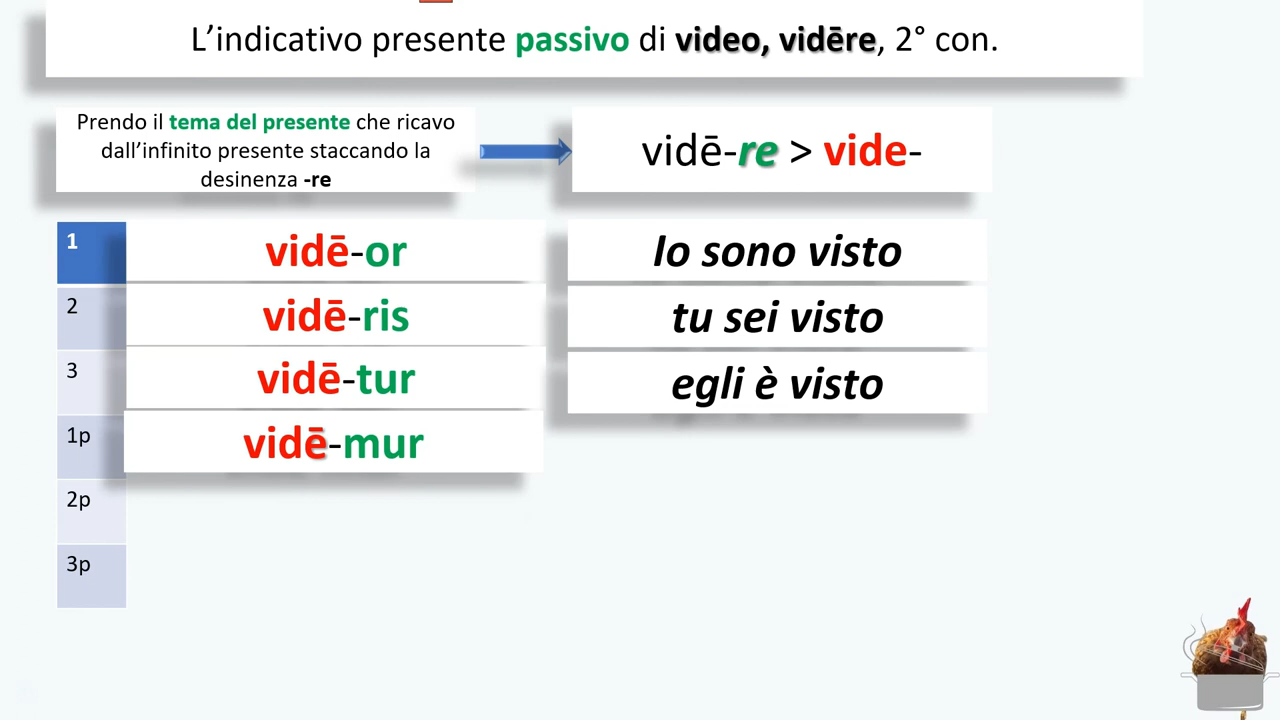 L’indicativo presente passivo di video, vidēre, 2° con.
Prendo il tema del presente che ricavo
dall’infinito presente staccando la
desinenza -re
vidē-re > vide-
1 vidē-or Io sono visto
2 vidē-ris tu sei visto
3 vidē-tur egli è visto
1p vidē-mur
2p
3p